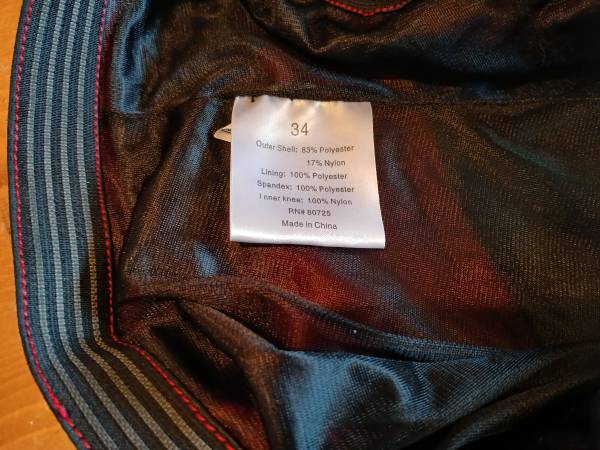 34
Outer Shell: 83% Polyester
17% Nylon
Lining: 100% Polyester
Spandex: 100% Polyester
I nner knee: 100% Nylon
RN# 80725
Made in China